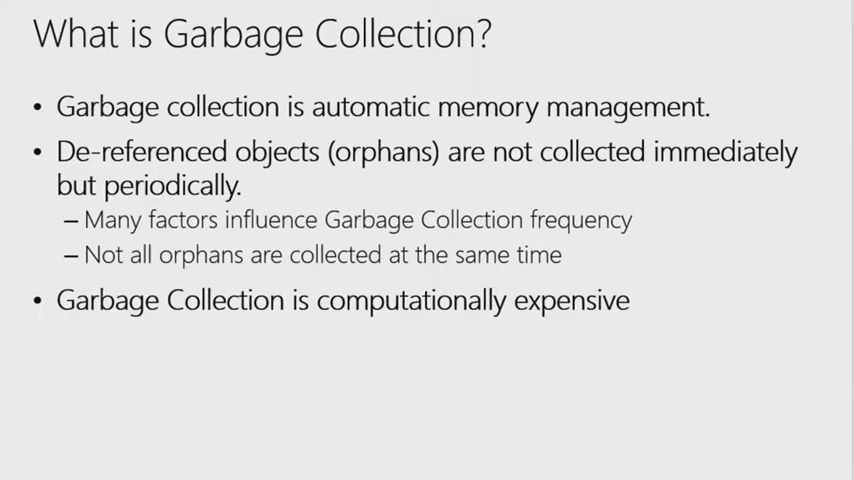 What is Garbage Collection?
• Garbage collection is automatic memory management.
• De-referenced objects (orphans) are not collected immediately
but periodically.
– Many factors influence Garbage Collection frequency
– Not all orphans are collected at the same time
• Garbage Collection is computationally expensive